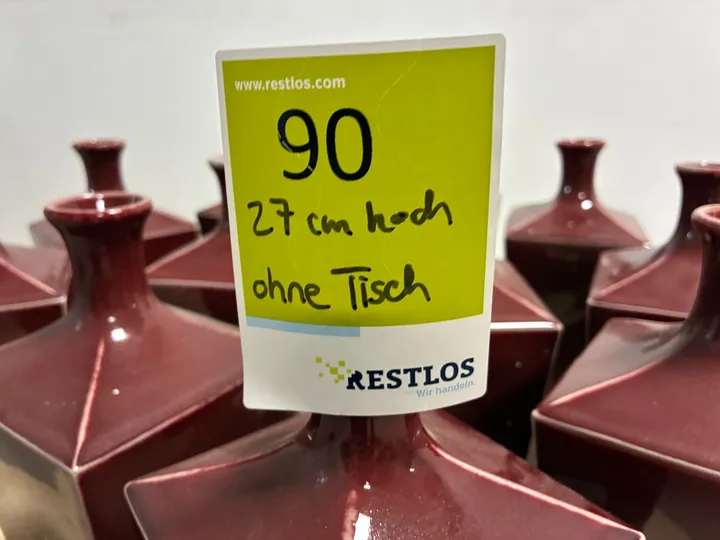 www.restlos.com
90
27 cm hoch
ohne Tisch
RESTLOS
Wir handeln.